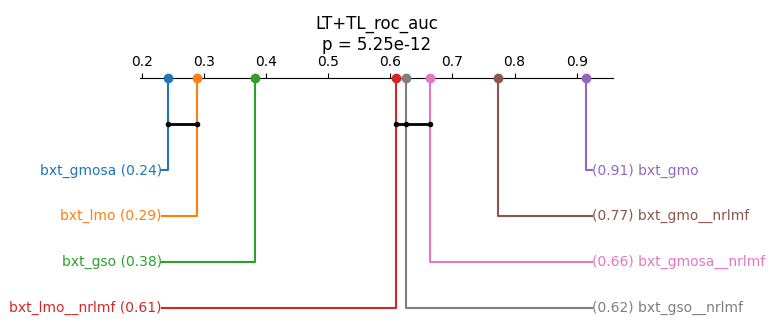 LT+TL_roc_auc
p = 5.25e-12
0.2 0.3 0.4 0.5 0.6 0.7 0.8 0.9
bxt_gmosa (0.24) (0.91) bxt_gmo
bxt_lmo (0.29) (0.77) bxt_gmo__nrlmf
bxt_gso (0.38) (0.66) bxt_gmosa__nrlmf
bxt_lmo__nrlmf (0.61) (0.62) bxt_gso__nrlmf